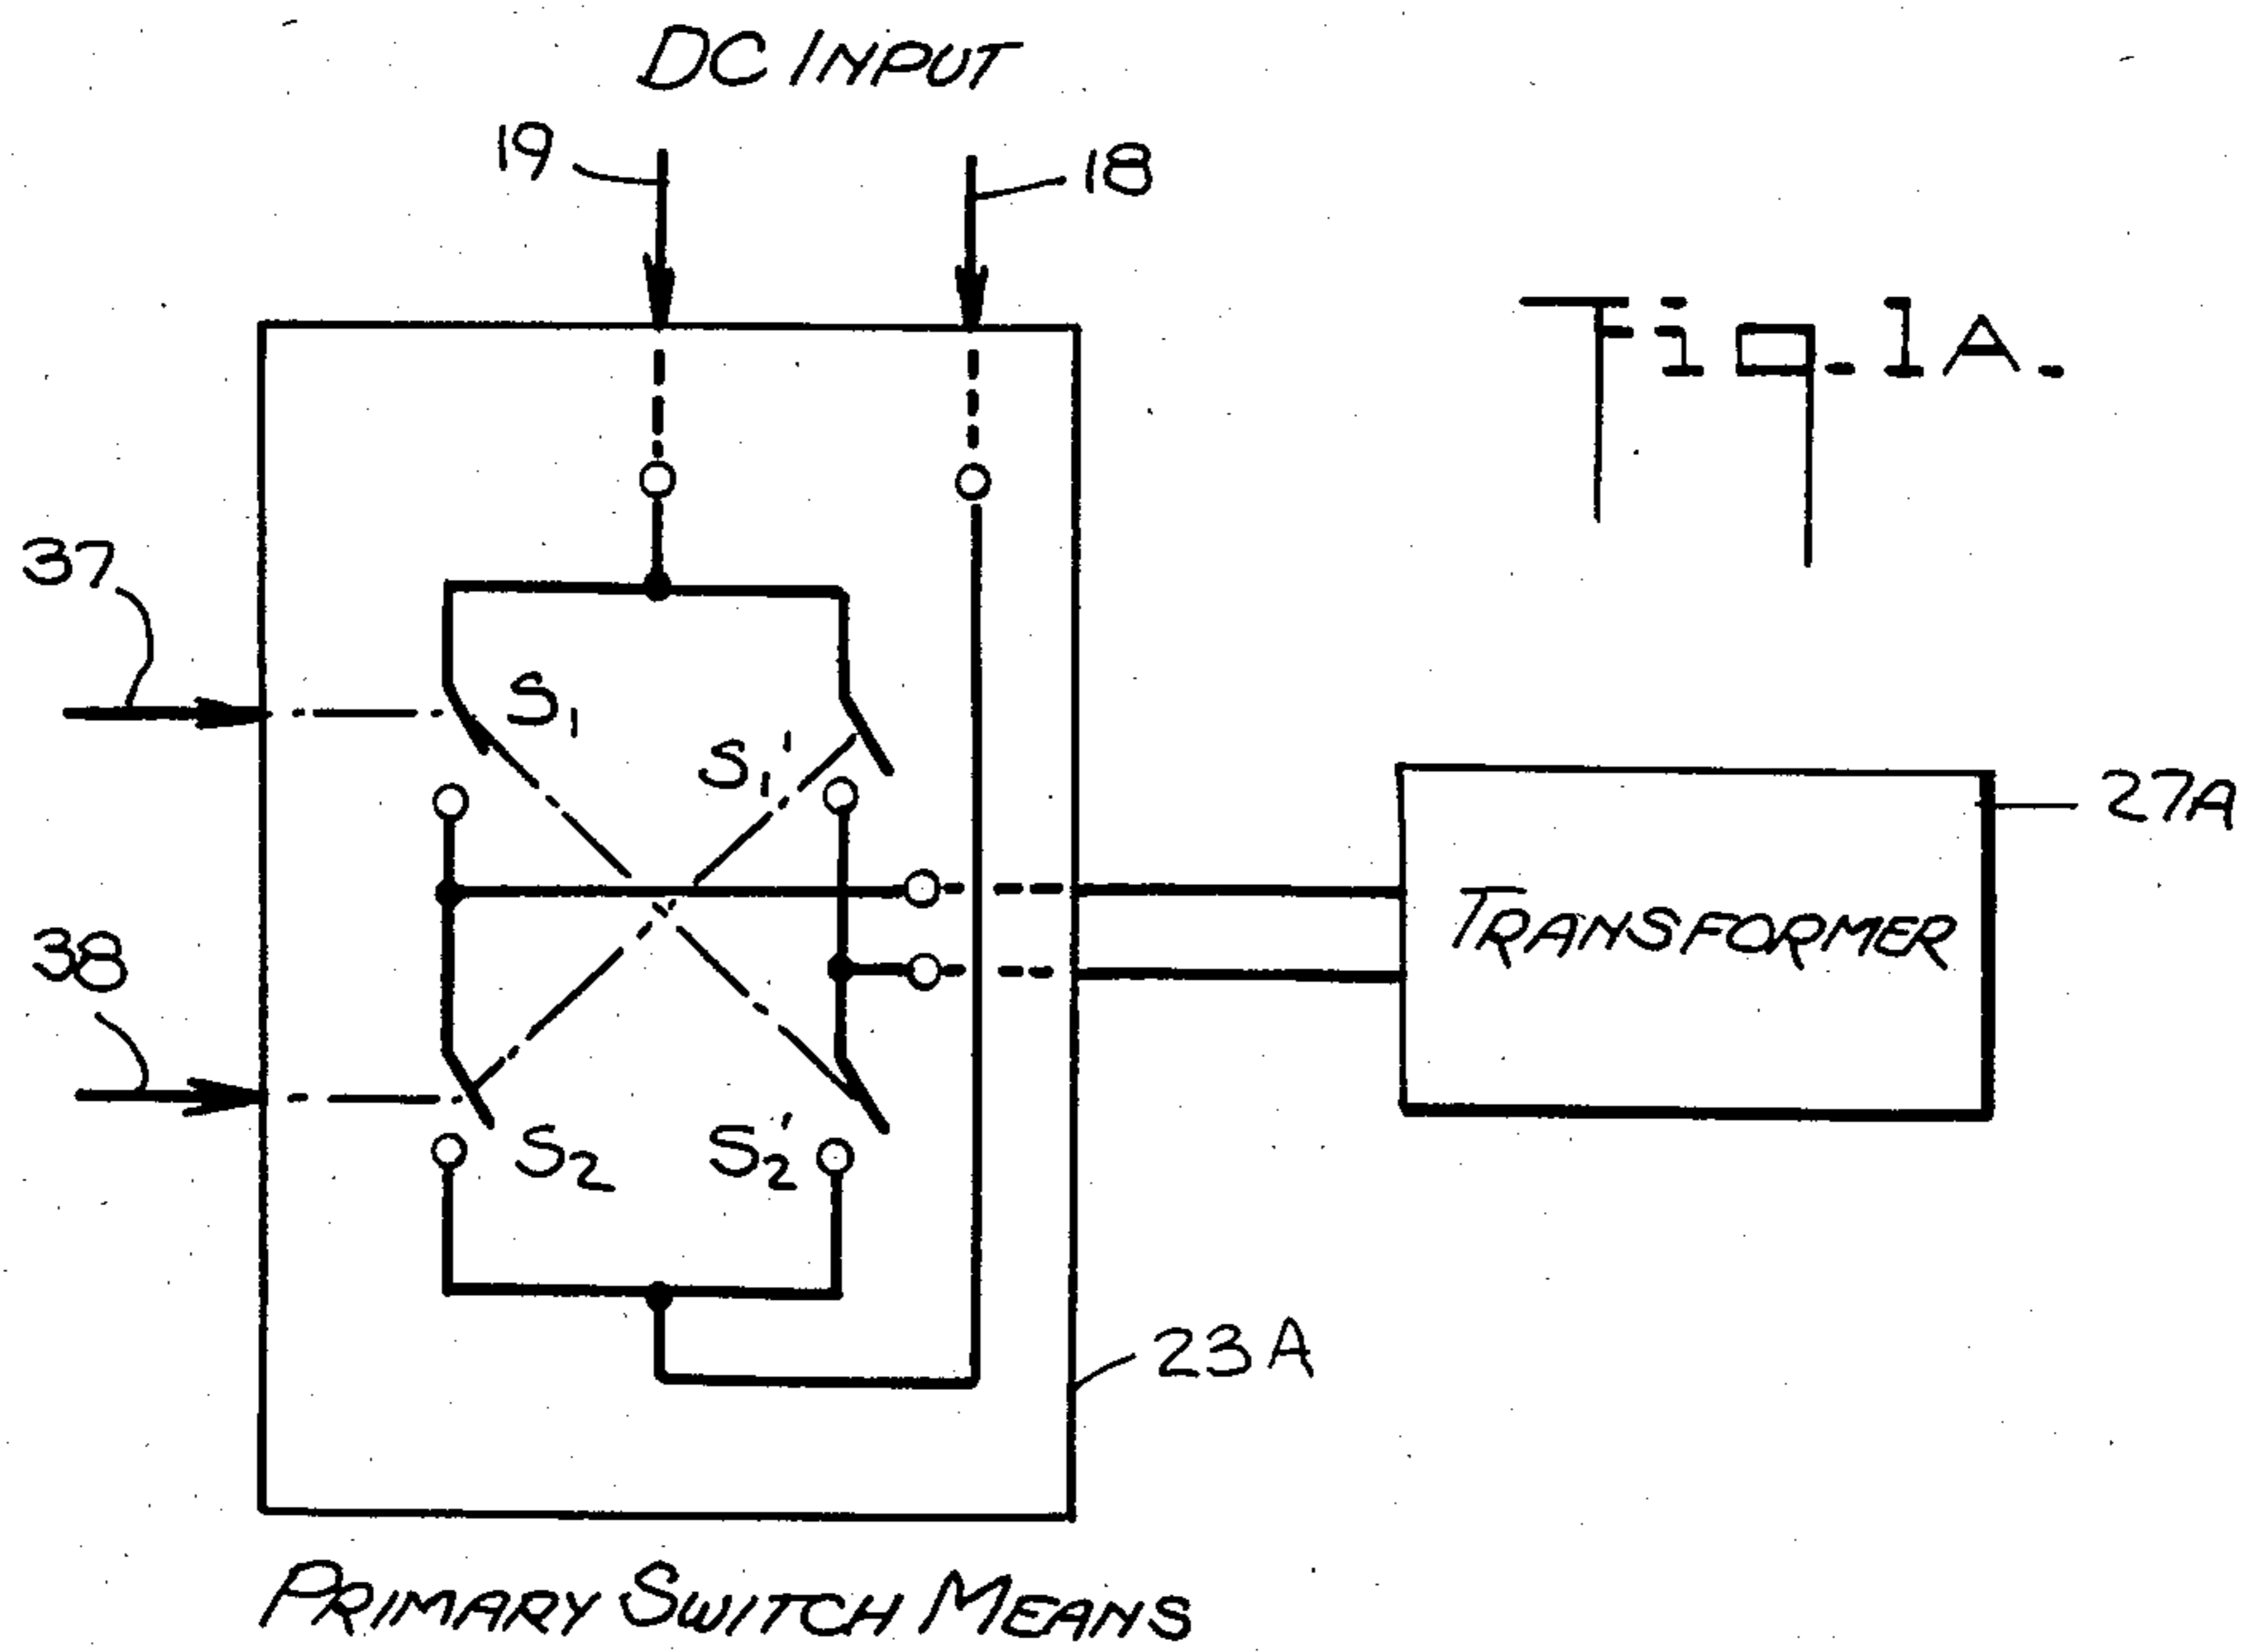 DC INPUT
19
18
Fig. 1A.
37
S₁
S₁'
27A
TRANSFORMER
38
S₂
S₂'
23A
PRIMARY SWITCH MEANS